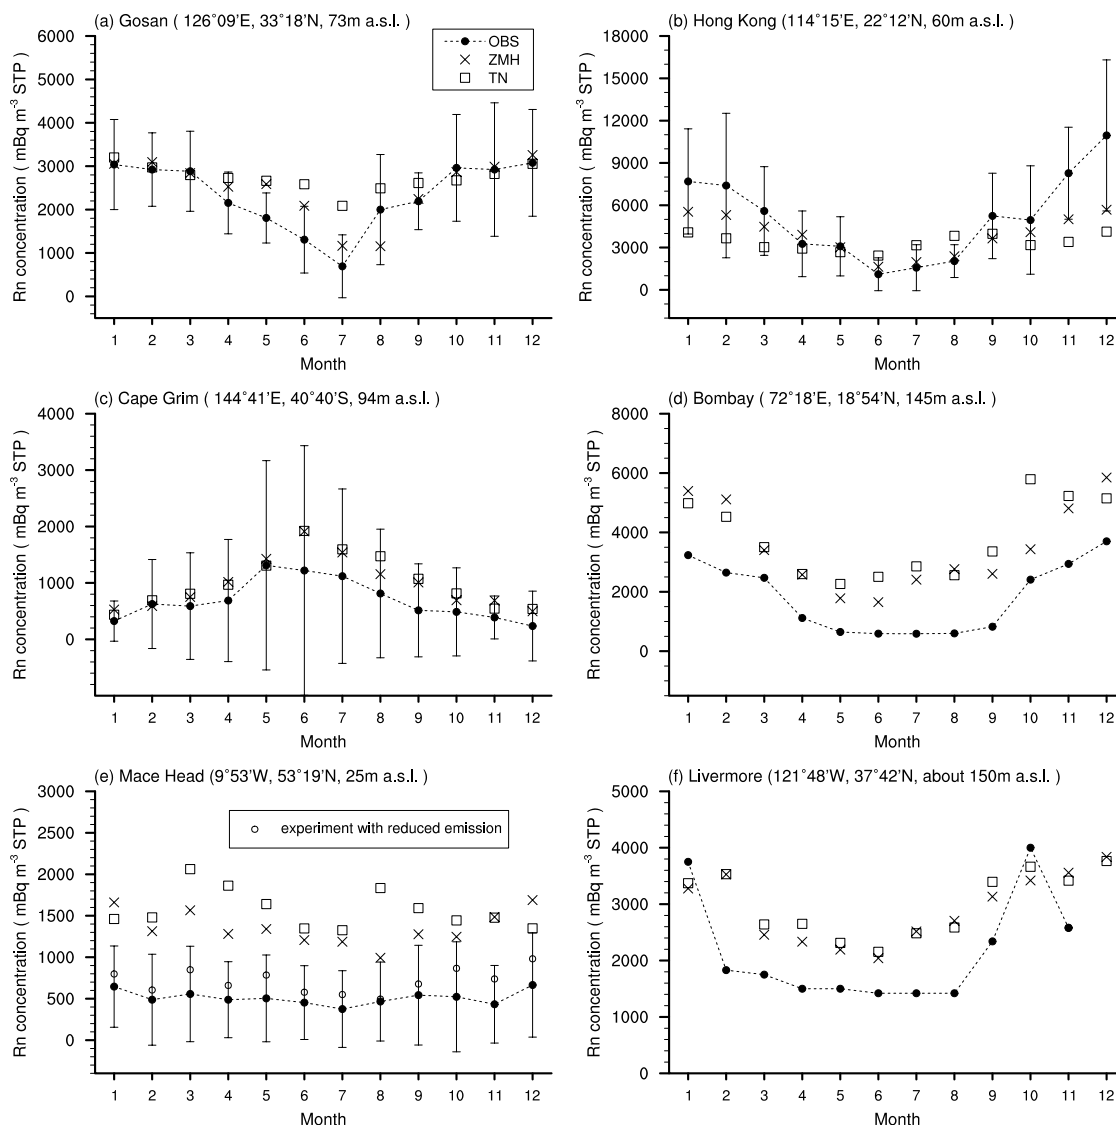 (a) Gosan ( 126°09'E, 33°18'N, 73m a.s.l. )
Rn concentration ( mBq m⁻³ STP )
6000
5000
4000
3000
2000
1000
0
OBS
ZMH
TN
1 2 3 4 5 6 7 8 9 10 11 12
Month
(b) Hong Kong (114°15'E, 22°12'N, 60m a.s.l. )
Rn concentration ( mBq m⁻³ STP )
18000
15000
12000
9000
6000
3000
0
1 2 3 4 5 6 7 8 9 10 11 12
Month
(c) Cape Grim ( 144°41'E, 40°40'S, 94m a.s.l. )
Rn concentration ( mBq m⁻³ STP )
4000
3000
2000
1000
0
1 2 3 4 5 6 7 8 9 10 11 12
Month
(d) Bombay ( 72°18'E, 18°54'N, 145m a.s.l. )
Rn concentration ( mBq m⁻³ STP )
8000
6000
4000
2000
0
1 2 3 4 5 6 7 8 9 10 11 12
Month
(e) Mace Head (9°53'W, 53°19'N, 25m a.s.l. )
Rn concentration ( mBq m⁻³ STP )
3000
2500
2000
1500
1000
500
0
experiment with reduced emission
1 2 3 4 5 6 7 8 9 10 11 12
Month
(f) Livermore (121°48'W, 37°42'N, about 150m a.s.l. )
Rn concentration ( mBq m⁻³ STP )
5000
4000
3000
2000
1000
0
1 2 3 4 5 6 7 8 9 10 11 12
Month